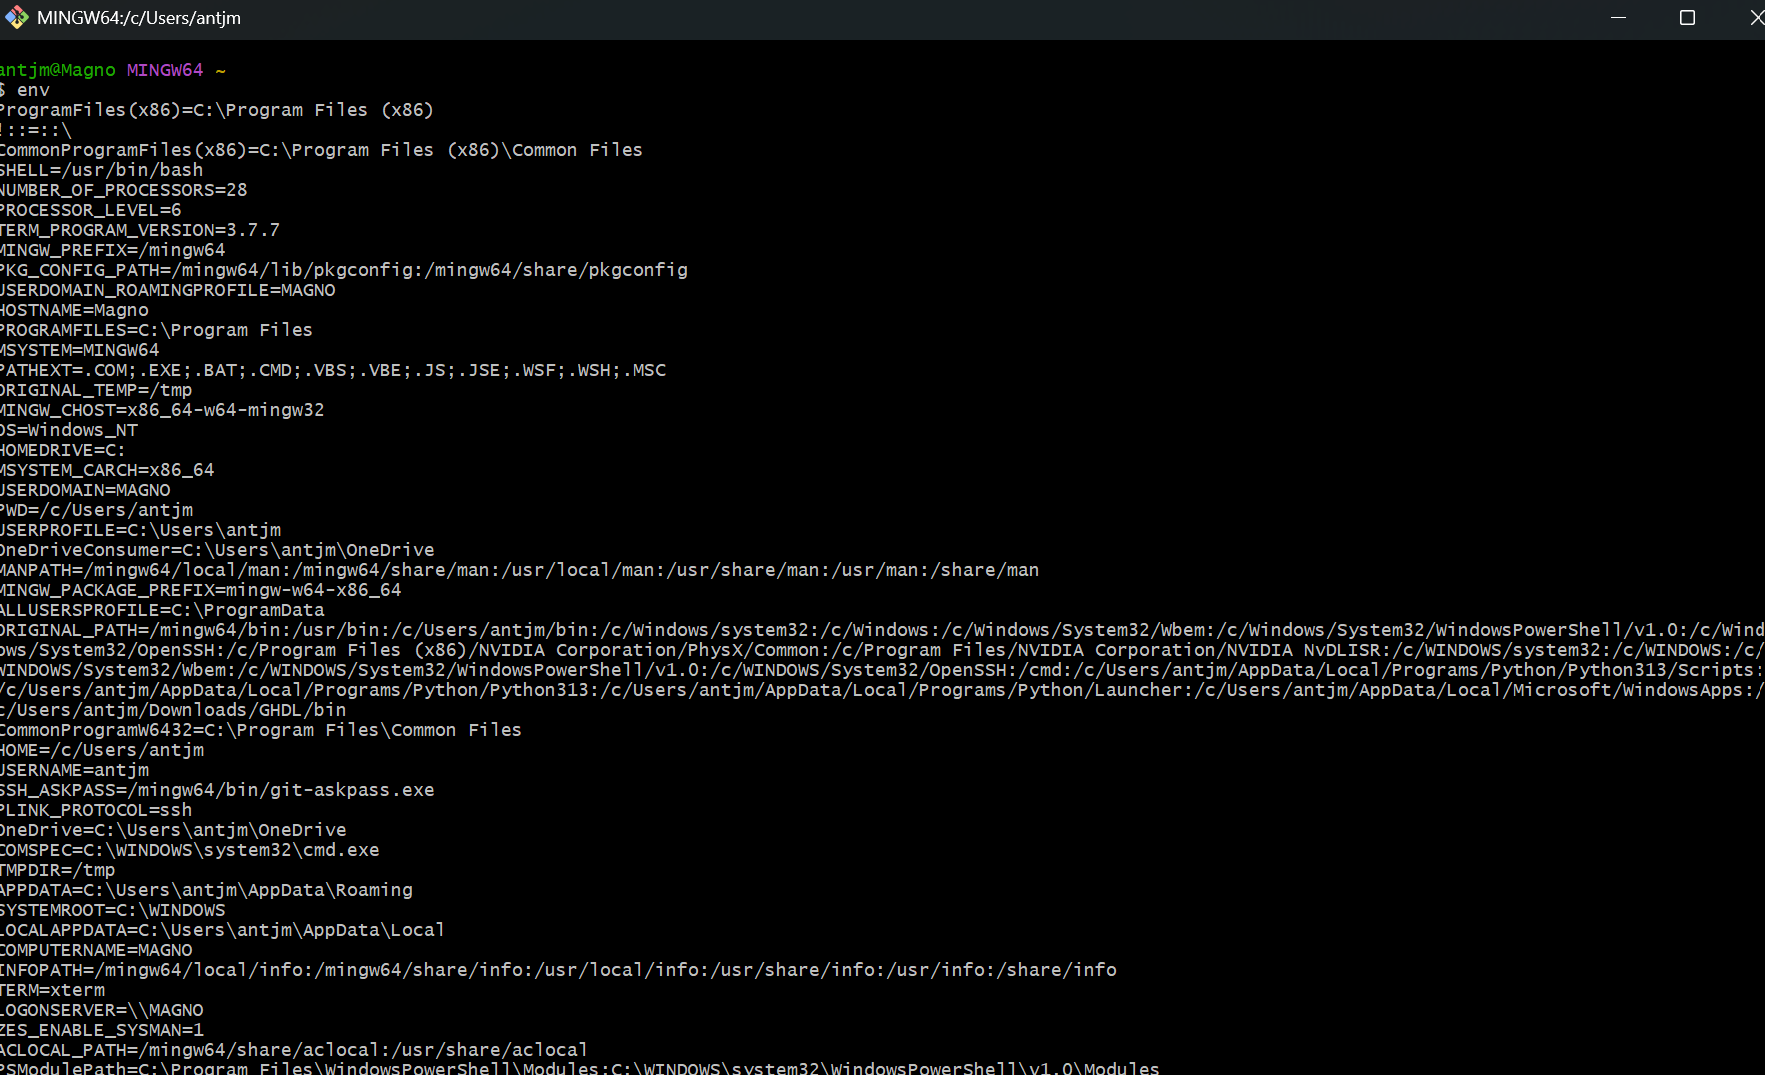 MINGW64:/c/Users/antjm
antjm@Magno MINGW64 ~
$ env
ProgramFiles(x86)=C:\Program Files (x86)
!::=::\
CommonProgramFiles(x86)=C:\Program Files (x86)\Common Files
SHELL=/usr/bin/bash
NUMBER_OF_PROCESSORS=28
PROCESSOR_LEVEL=6
TERM_PROGRAM_VERSION=3.7.7
MINGW_PREFIX=/mingw64
PKG_CONFIG_PATH=/mingw64/lib/pkgconfig:/mingw64/share/pkgconfig
USERDOMAIN_ROAMINGPROFILE=MAGNO
HOSTNAME=Magno
PROGRAMFILES=C:\Program Files
MSYSTEM=MINGW64
PATHEXT=.COM;.EXE;.BAT;.CMD;.VBS;.VBE;.JS;.JSE;.WSF;.WSH;.MSC
ORIGINAL_TEMP=/tmp
MINGW_CHOST=x86_64-w64-mingw32
OS=Windows_NT
HOMEDRIVE=C:
MSYSTEM_CARCH=x86_64
USERDOMAIN=MAGNO
PWD=/c/Users/antjm
USERPROFILE=C:\Users\antjm
OneDriveConsumer=C:\Users\antjm\OneDrive
MANPATH=/mingw64/local/man:/mingw64/share/man:/usr/local/man:/usr/share/man:/usr/man:/share/man
MINGW_PACKAGE_PREFIX=mingw-w64-x86_64
ALLUSERSPROFILE=C:\ProgramData
ORIGINAL_PATH=/mingw64/bin:/usr/bin:/c/Users/antjm/bin:/c/Windows/system32:/c/Windows:/c/Windows/System32/Wbem:/c/Windows/System32/WindowsPowerShell/v1.0:/c/Wind
ows/System32/OpenSSH:/c/Program Files (x86)/NVIDIA Corporation/PhysX/Common:/c/Program Files/NVIDIA Corporation/NVIDIA NvDLISR:/c/WINDOWS/system32:/c/WINDOWS:/c/
WINDOWS/System32/Wbem:/c/WINDOWS/System32/WindowsPowerShell/v1.0:/c/WINDOWS/System32/OpenSSH:/cmd:/c/Users/antjm/AppData/Local/Programs/Python/Python313/Scripts:
/c/Users/antjm/AppData/Local/Programs/Python/Python313:/c/Users/antjm/AppData/Local/Programs/Python/Launcher:/c/Users/antjm/AppData/Local/Microsoft/WindowsApps:/
c/Users/antjm/Downloads/GHDL/bin
CommonProgramW6432=C:\Program Files\Common Files
HOME=/c/Users/antjm
USERNAME=antjm
SSH_ASKPASS=/mingw64/bin/git-askpass.exe
PLINK_PROTOCOL=ssh
OneDrive=C:\Users\antjm\OneDrive
COMSPEC=C:\WINDOWS\system32\cmd.exe
TMPDIR=/tmp
APPDATA=C:\Users\antjm\AppData\Roaming
SYSTEMROOT=C:\WINDOWS
LOCALAPPDATA=C:\Users\antjm\AppData\Local
COMPUTERNAME=MAGNO
INFOPATH=/mingw64/local/info:/mingw64/share/info:/usr/local/info:/usr/share/info:/usr/info:/share/info
TERM=xterm
LOGONSERVER=\\MAGNO
ZES_ENABLE_SYSMAN=1
ACLOCAL_PATH=/mingw64/share/aclocal:/usr/share/aclocal
PSModulePath=C:\Program Files\WindowsPowerShell\Modules;C:\WINDOWS\system32\WindowsPowerShell\v1.0\Modules